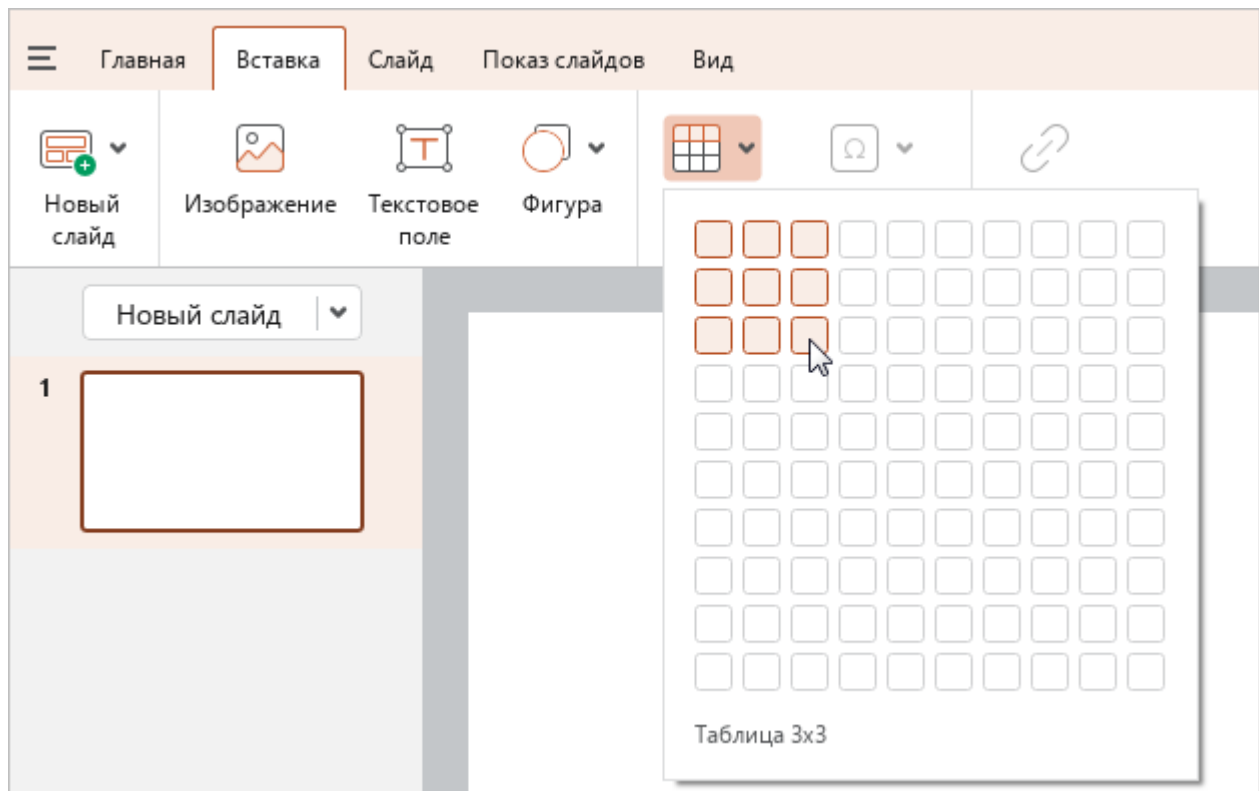 Главная Вставка Слайд Показ слайдов Вид
Новый
слайд
Изображение
Текстовое
поле
Фигура
Ω
Новый слайд
1
Таблица 3x3